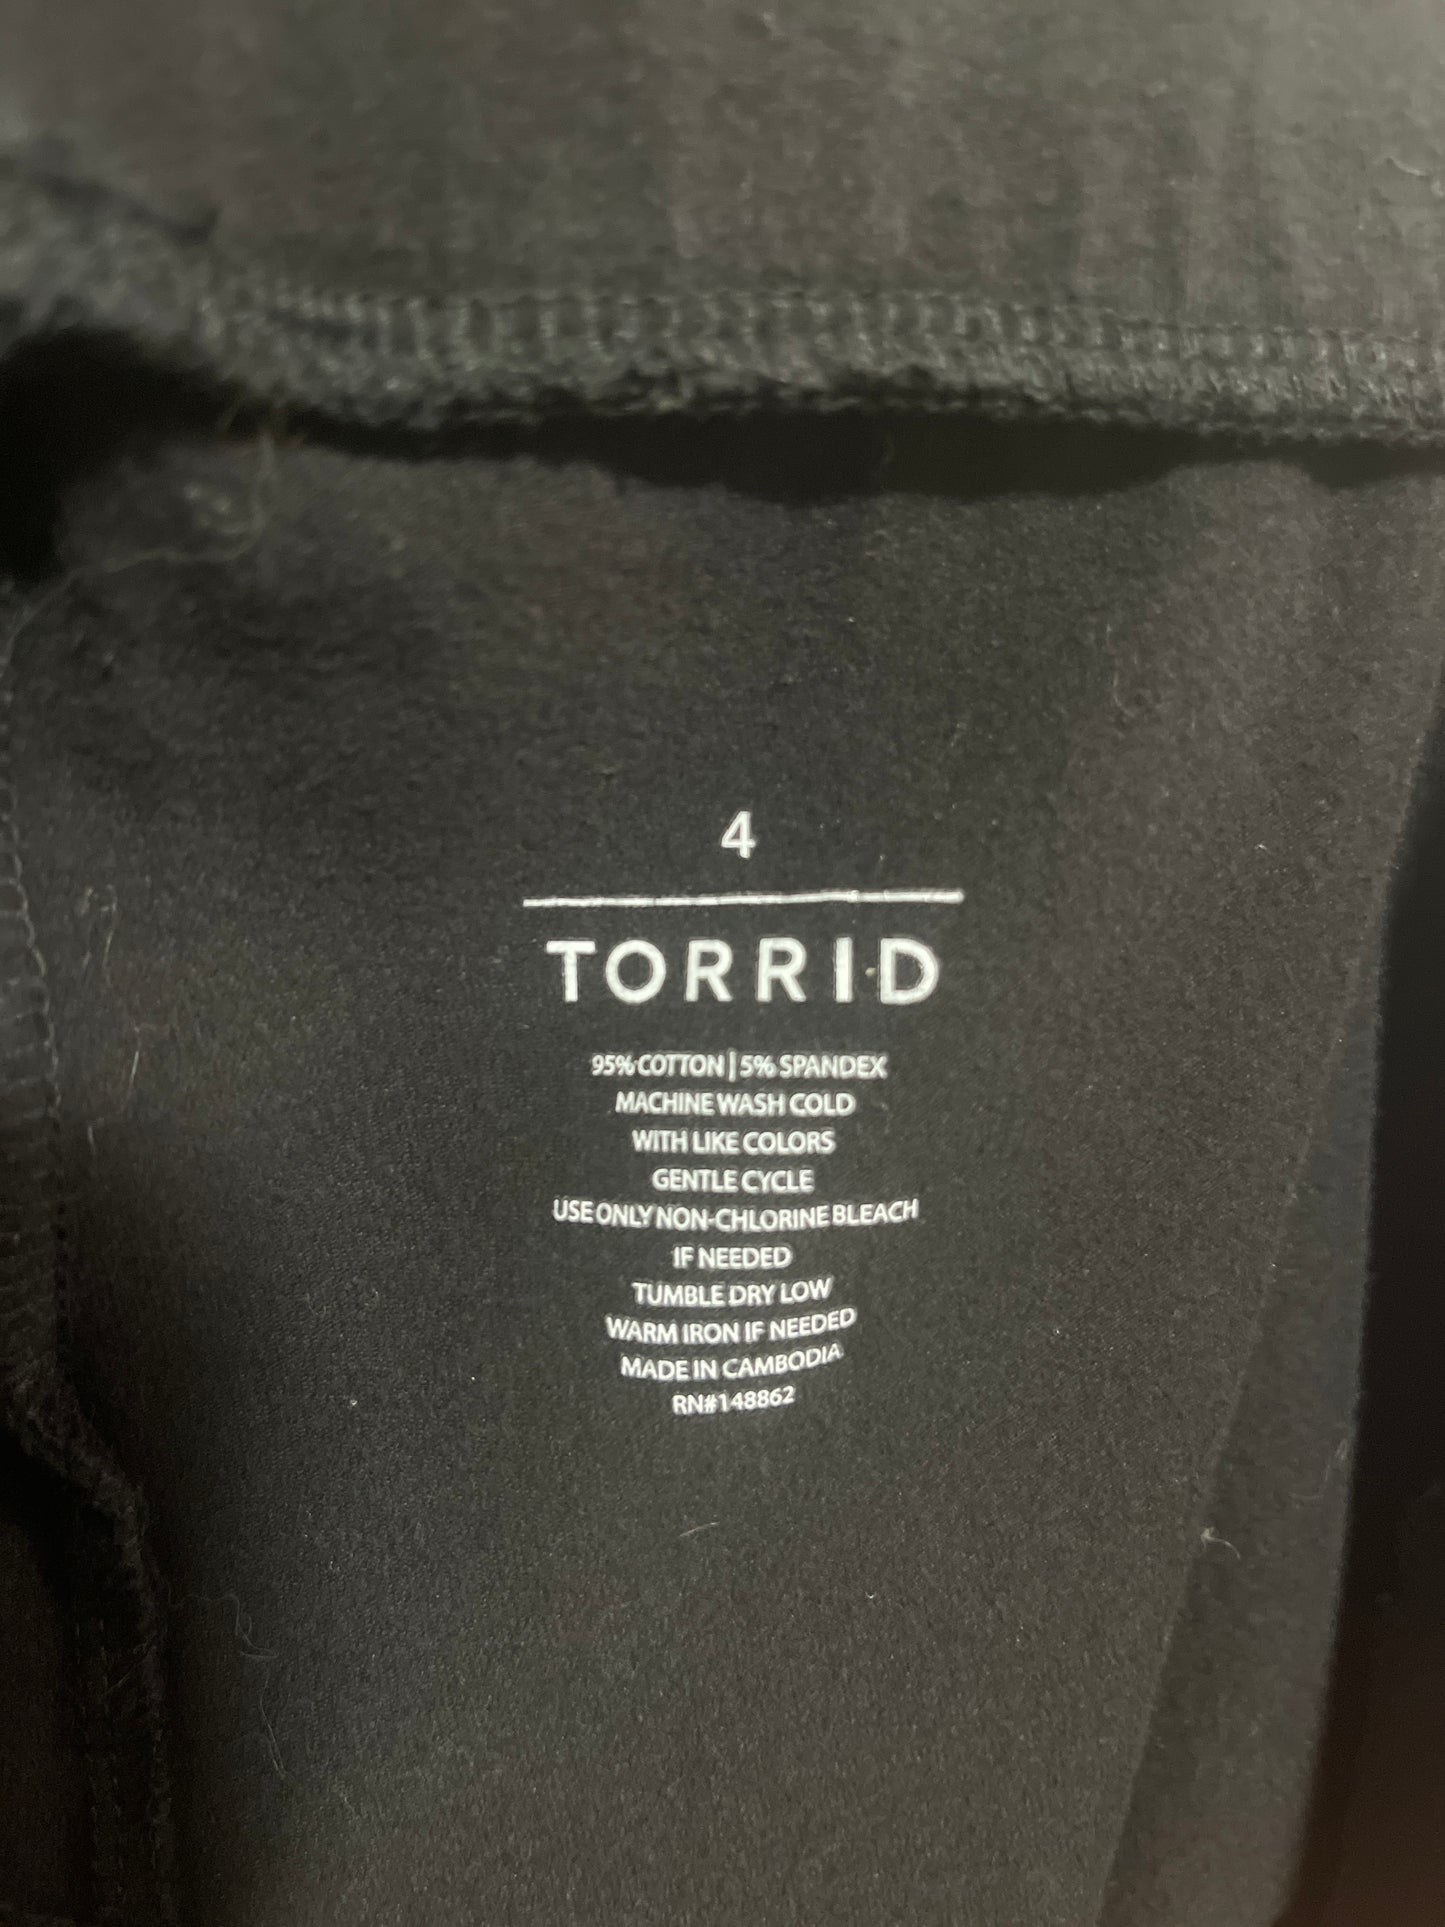 4
TORRID
95% COTTON | 5% SPANDEX
MACHINE WASH COLD
WITH LIKE COLORS
GENTLE CYCLE
USE ONLY NON-CHLORINE BLEACH
IF NEEDED
TUMBLE DRY LOW
WARM IRON IF NEEDED
MADE IN CAMBODIA
RN#148862